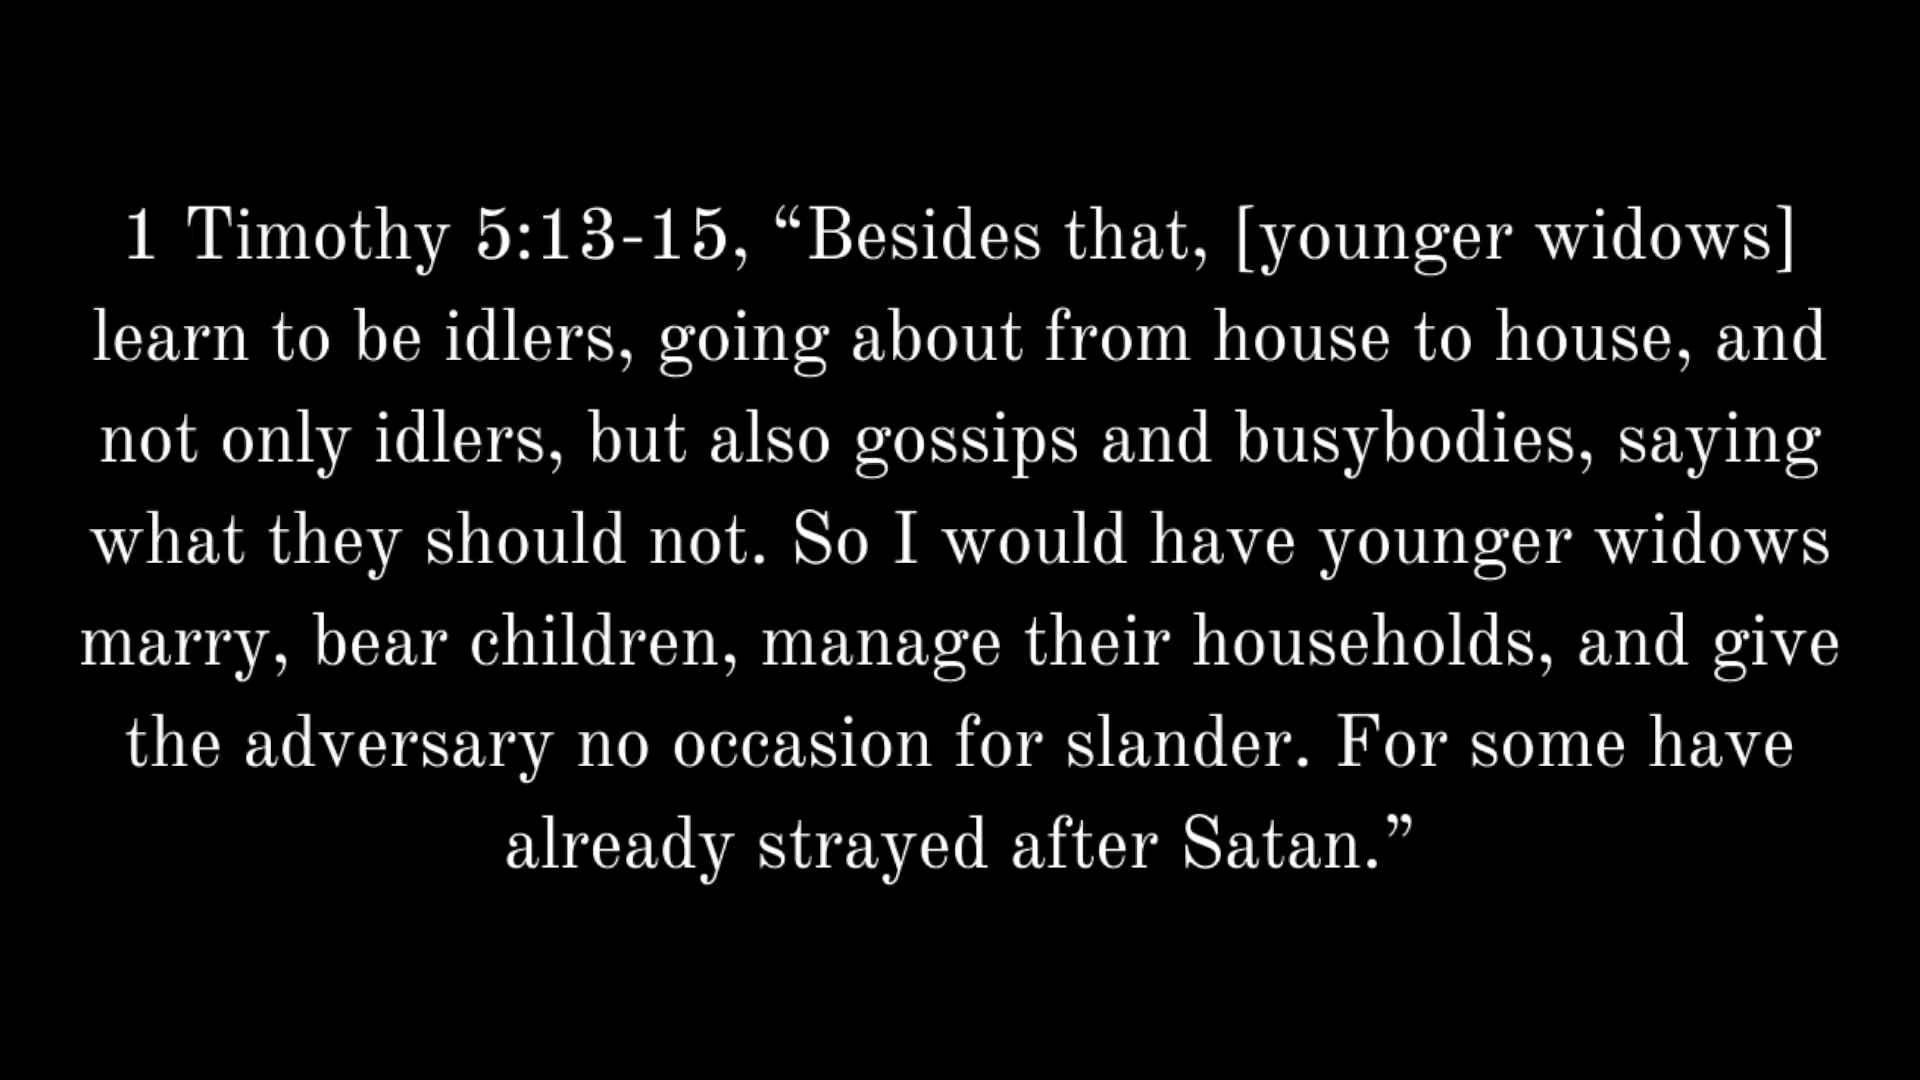 1 Timothy 5:13-15, “Besides that, [younger widows]
learn to be idlers, going about from house to house, and
not only idlers, but also gossips and busybodies, saying
what they should not. So I would have younger widows
marry, bear children, manage their households, and give
the adversary no occasion for slander. For some have
already strayed after Satan.”